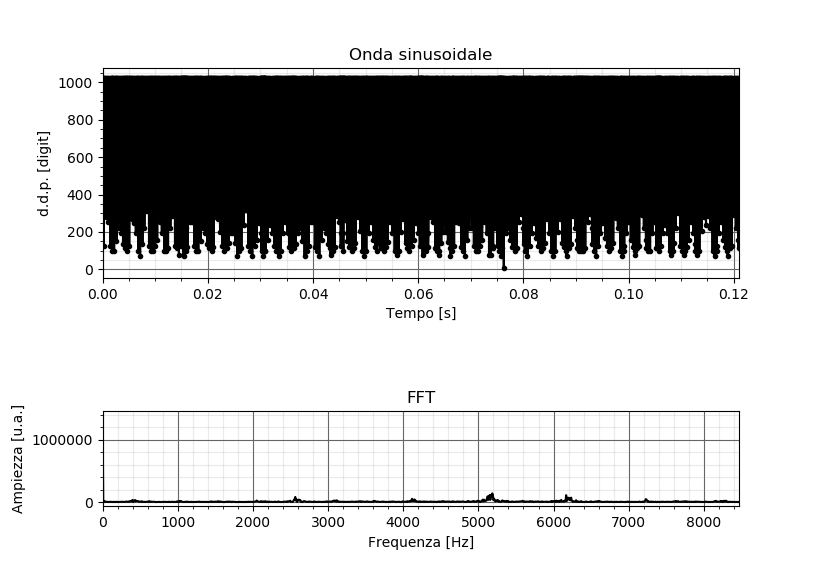 Onda sinusoidale
d.d.p. [digit]
1000
800
600
400
200
0
0.00 0.02 0.04 0.06 0.08 0.10 0.12
Tempo [s]
FFT
Ampiezza [u.a.]
1000000
0
0 1000 2000 3000 4000 5000 6000 7000 8000
Frequenza [Hz]